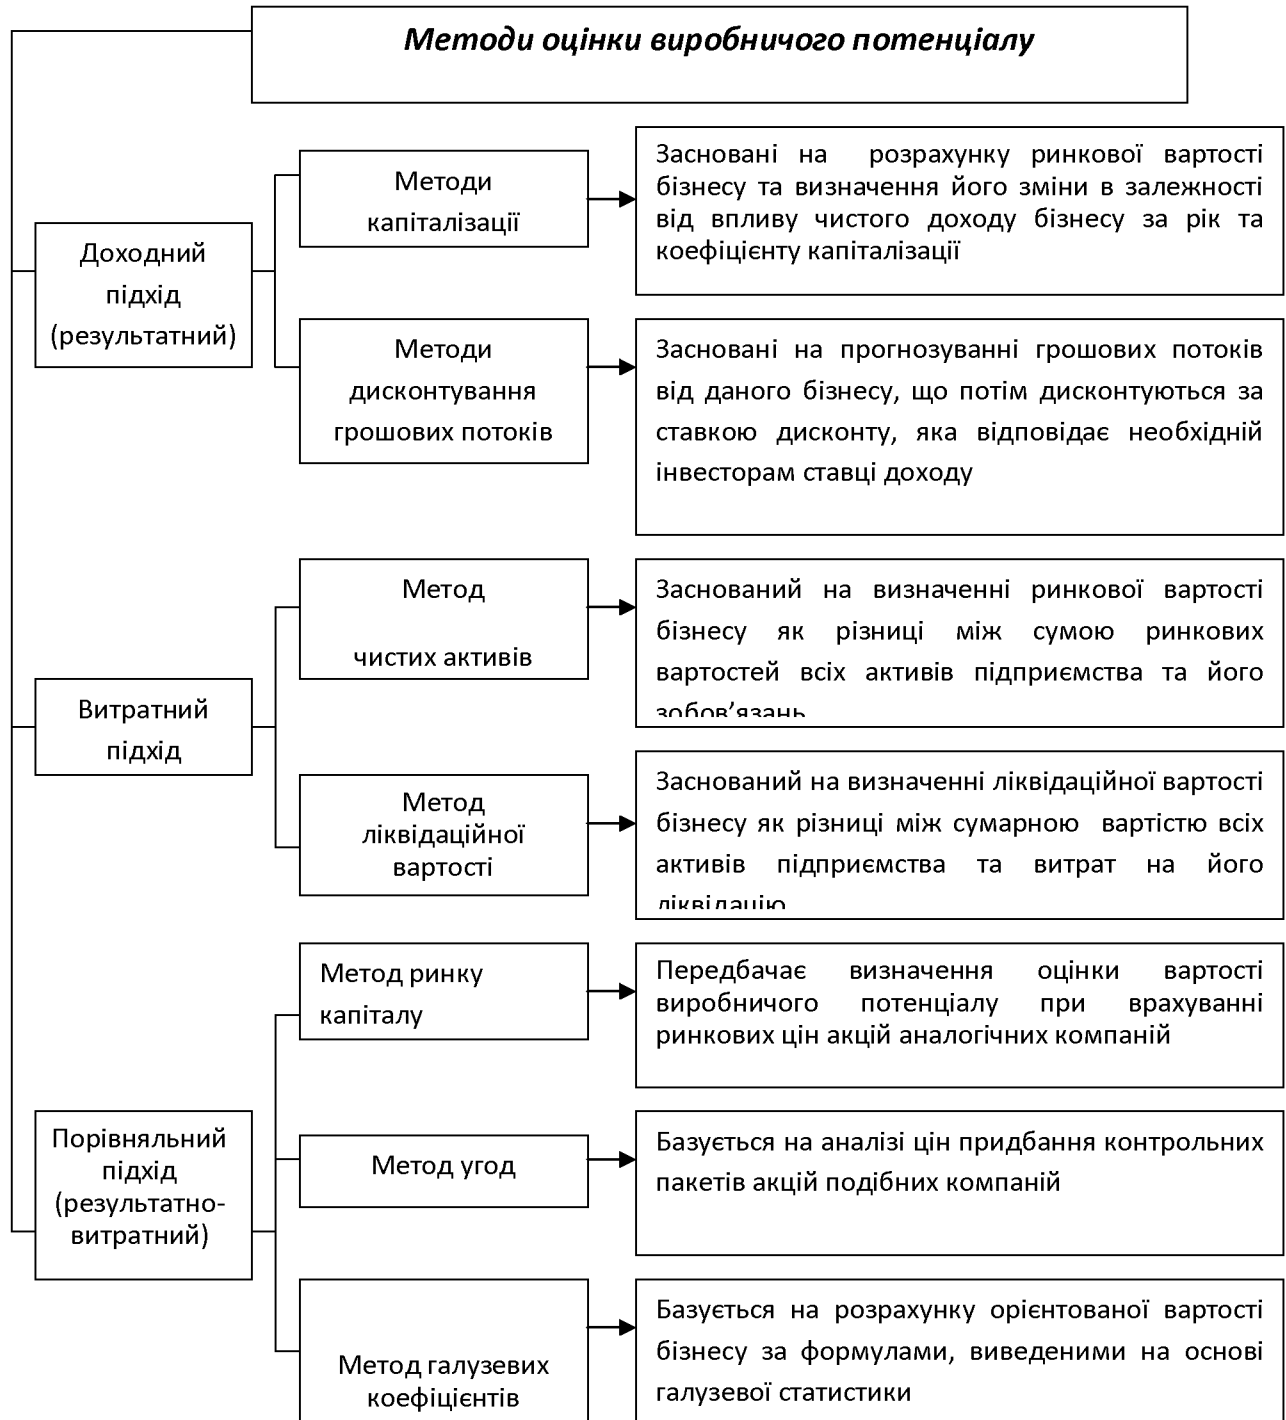 Методи оцінки виробничого потенціалу
Доходний
підхід
(результатний)
Методи
капіталізації
Засновані на розрахунку ринкової вартості
бізнесу та визначення його зміни в залежності
від впливу чистого доходу бізнесу за рік та
коефіцієнту капіталізації
Методи
дисконтування
грошових потоків
Засновані на прогнозуванні грошових потоків
від даного бізнесу, що потім дисконтуються за
ставкою дисконту, яка відповідає необхідній
інвесторам ставці доходу
Витратний
підхід
Метод
чистих активів
Заснований на визначенні ринкової вартості
бізнесу як різниці між сумою ринкових
вартостей всіх активів підприємства та його
зобов’язань
Метод
ліквідаційної
вартості
Заснований на визначенні ліквідаційної вартості
бізнесу як різниці між сумарною вартістю всіх
активів підприємства та витрат на його
ліквідацію
Порівняльний
підхід
(результатно-
витратний)
Метод ринку
капіталу
Передбачає визначення оцінки вартості
виробничого потенціалу при врахуванні
ринкових цін акцій аналогічних компаній
Метод угод
Базується на аналізі цін придбання контрольних
пакетів акцій подібних компаній
Метод галузевих
коефіцієнтів
Базується на розрахунку орієнтованої вартості
бізнесу за формулами, виведеними на основі
галузевої статистики